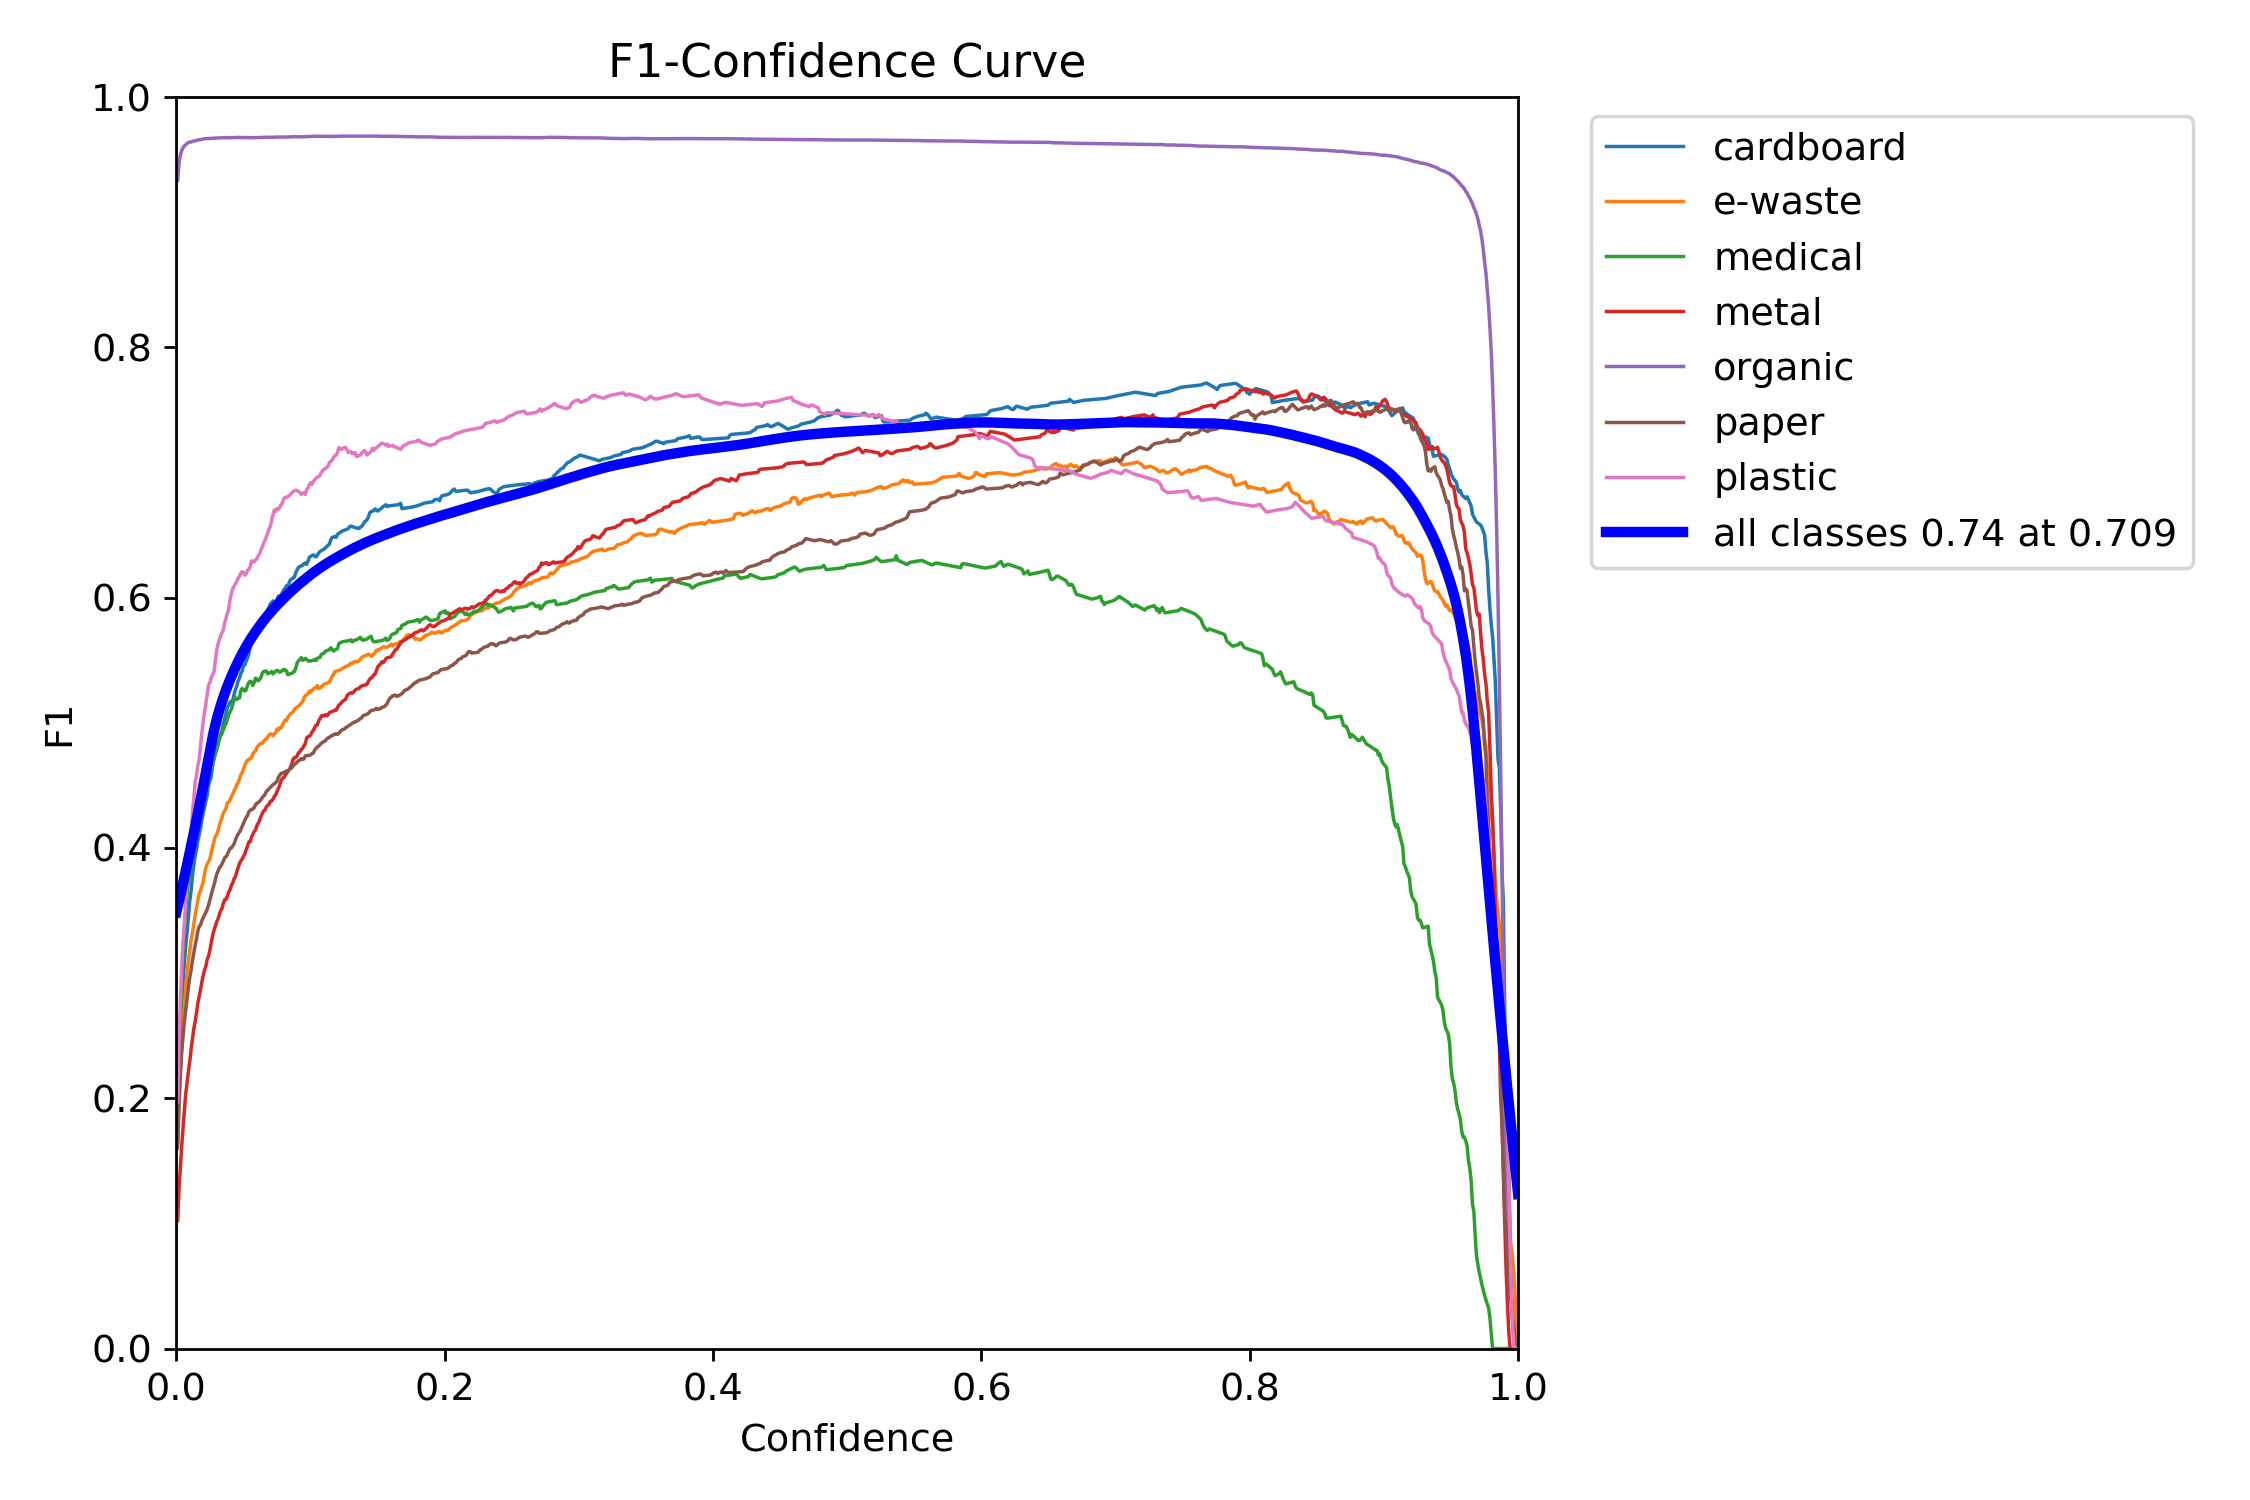 F1-Confidence Curve
1.0
0.8
0.6
0.4
0.2
0.0
F1
0.0 0.2 0.4 0.6 0.8 1.0
Confidence
cardboard
e-waste
medical
metal
organic
paper
plastic
all classes 0.74 at 0.709